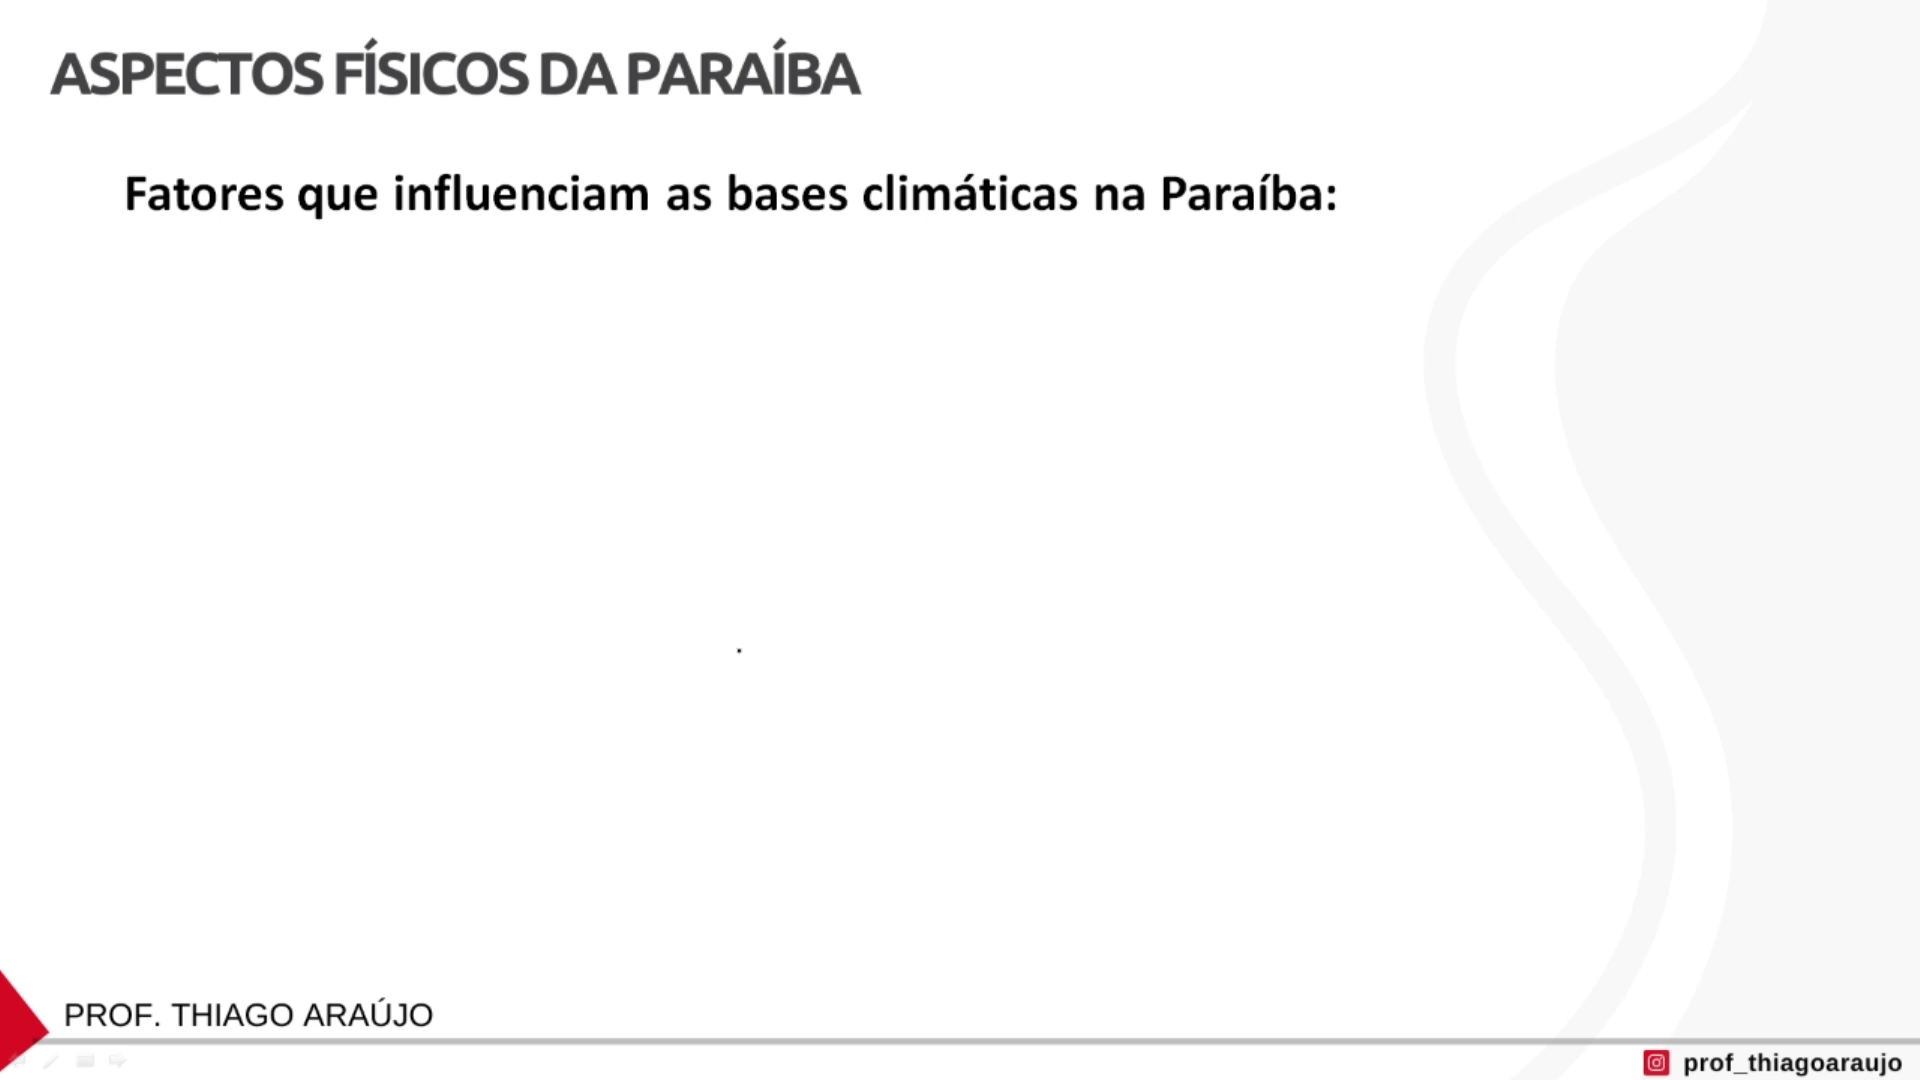 ASPECTOS FÍSICOS DA PARAÍBA
Fatores que influenciam as bases climáticas na Paraíba:
.
PROF. THIAGO ARAÚJO
prof_thiagoaraujo